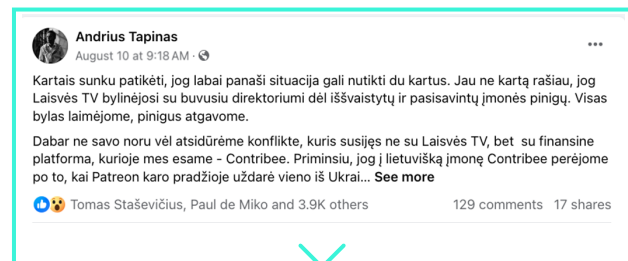 Andrius Tapinas
August 10 at 9:18 AM ·
Kartais sunku patikėti, jog labai panaši situacija gali nutikti du kartus. Jau ne kartą rašiau, jog
Laisvės TV bylinėjosi su buvusiu direktoriumi dėl iššvaistytų ir pasisavintų įmonės pinigų. Visas
bylas laimėjome, pinigus atgavome.
Dabar ne savo noru vėl atsidūrėme konflikte, kuris susijęs ne su Laisvės TV, bet su finansine
platforma, kurioje mes esame - Contribee. Priminsiu, jog į lietuvišką įmonę Contribee perėjome
po to, kai Patreon karo pradžioje uždarė vieno iš Ukrai... See more
Tomas Staševičius, Paul de Miko and 3.9K others 129 comments 17 shares